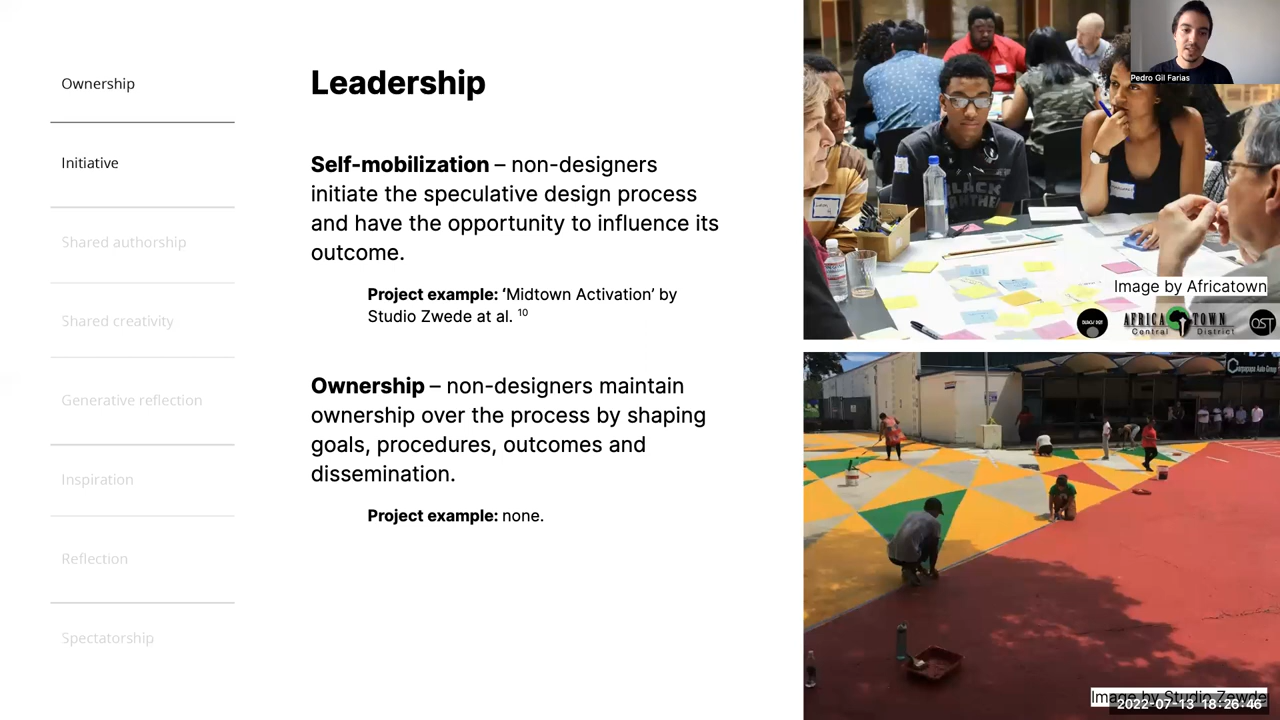 Ownership
Initiative
Shared authorship
Shared creativity
Generative reflection
Inspiration
Reflection
Spectatorship
Leadership
Self-mobilization – non-designers
initiate the speculative design process
and have the opportunity to influence its
outcome.
Project example: ‘Midtown Activation’ by
Studio Zwede at al. 10
Ownership – non-designers maintain
ownership over the process by shaping
goals, procedures, outcomes and
dissemination.
Project example: none.
Pedro Gil Farias
BLACK
PANTHER
Image by Africatown
AFRICA TOWN
Central District
Image by Studio Zewde
2022-07-13 18:26:46